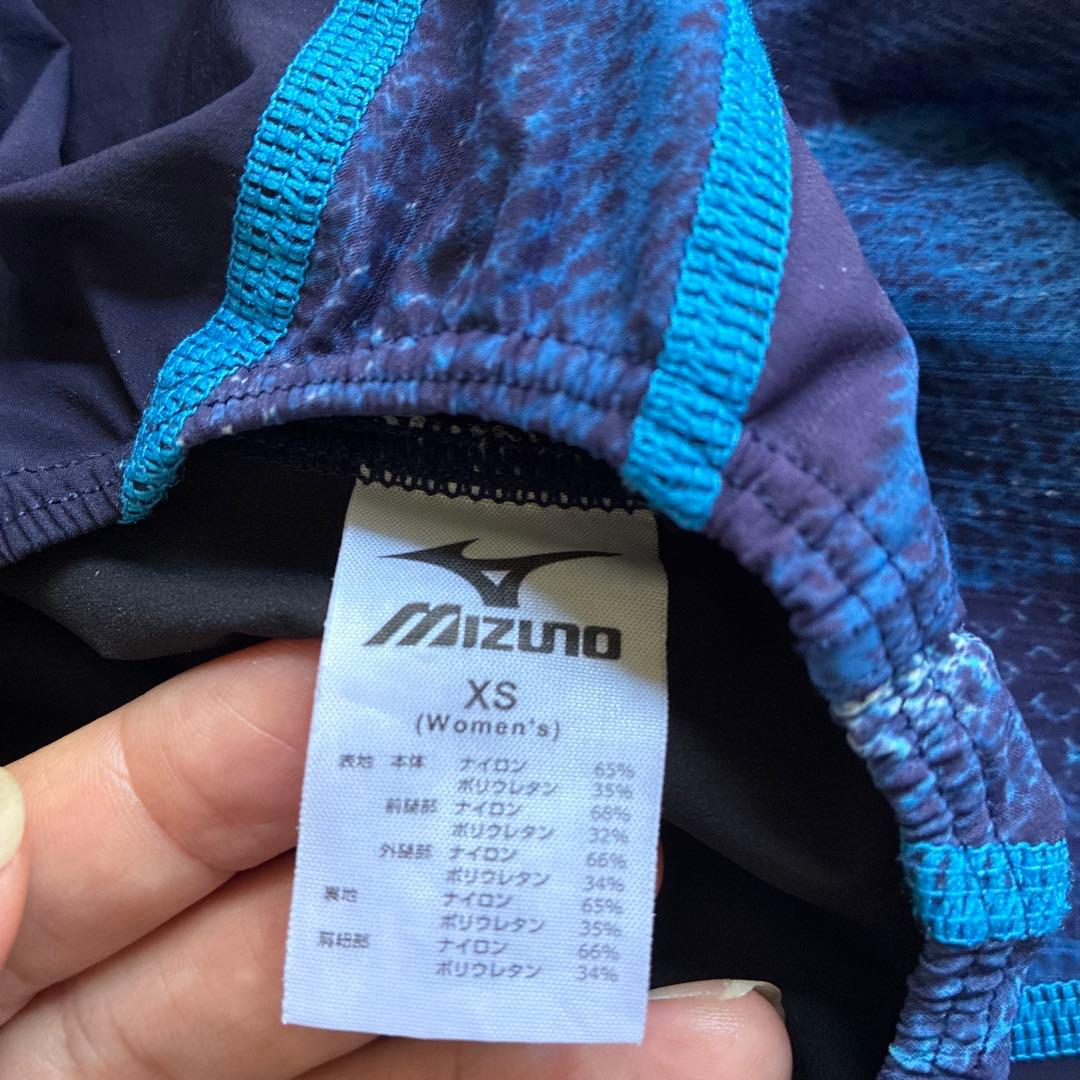 MIZUNO
XS
(Women's)
表地 本体 ナイロン 65%
ポリウレタン 35%
前腿部 ナイロン 68%
ポリウレタン 32%
外腿部 ナイロン 66%
ポリウレタン 34%
裏地 ナイロン 65%
ポリウレタン 35%
肩紐部 ナイロン 66%
ポリウレタン 34%